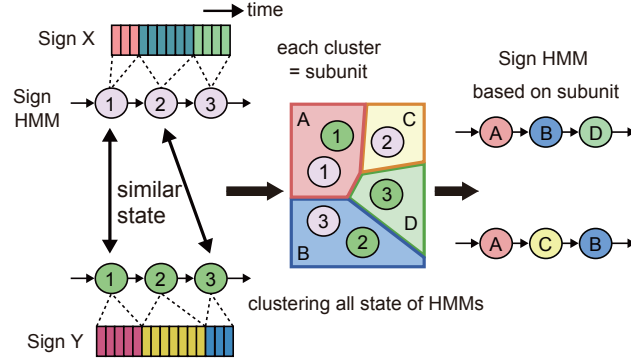 time
Sign X
Sign
HMM
1
2
3
similar
state
1
2
3
Sign Y
each cluster
= subunit
A
1
1
C
2
3
D
3
2
B
clustering all state of HMMs
Sign HMM
based on subunit
A
B
D
A
C
B